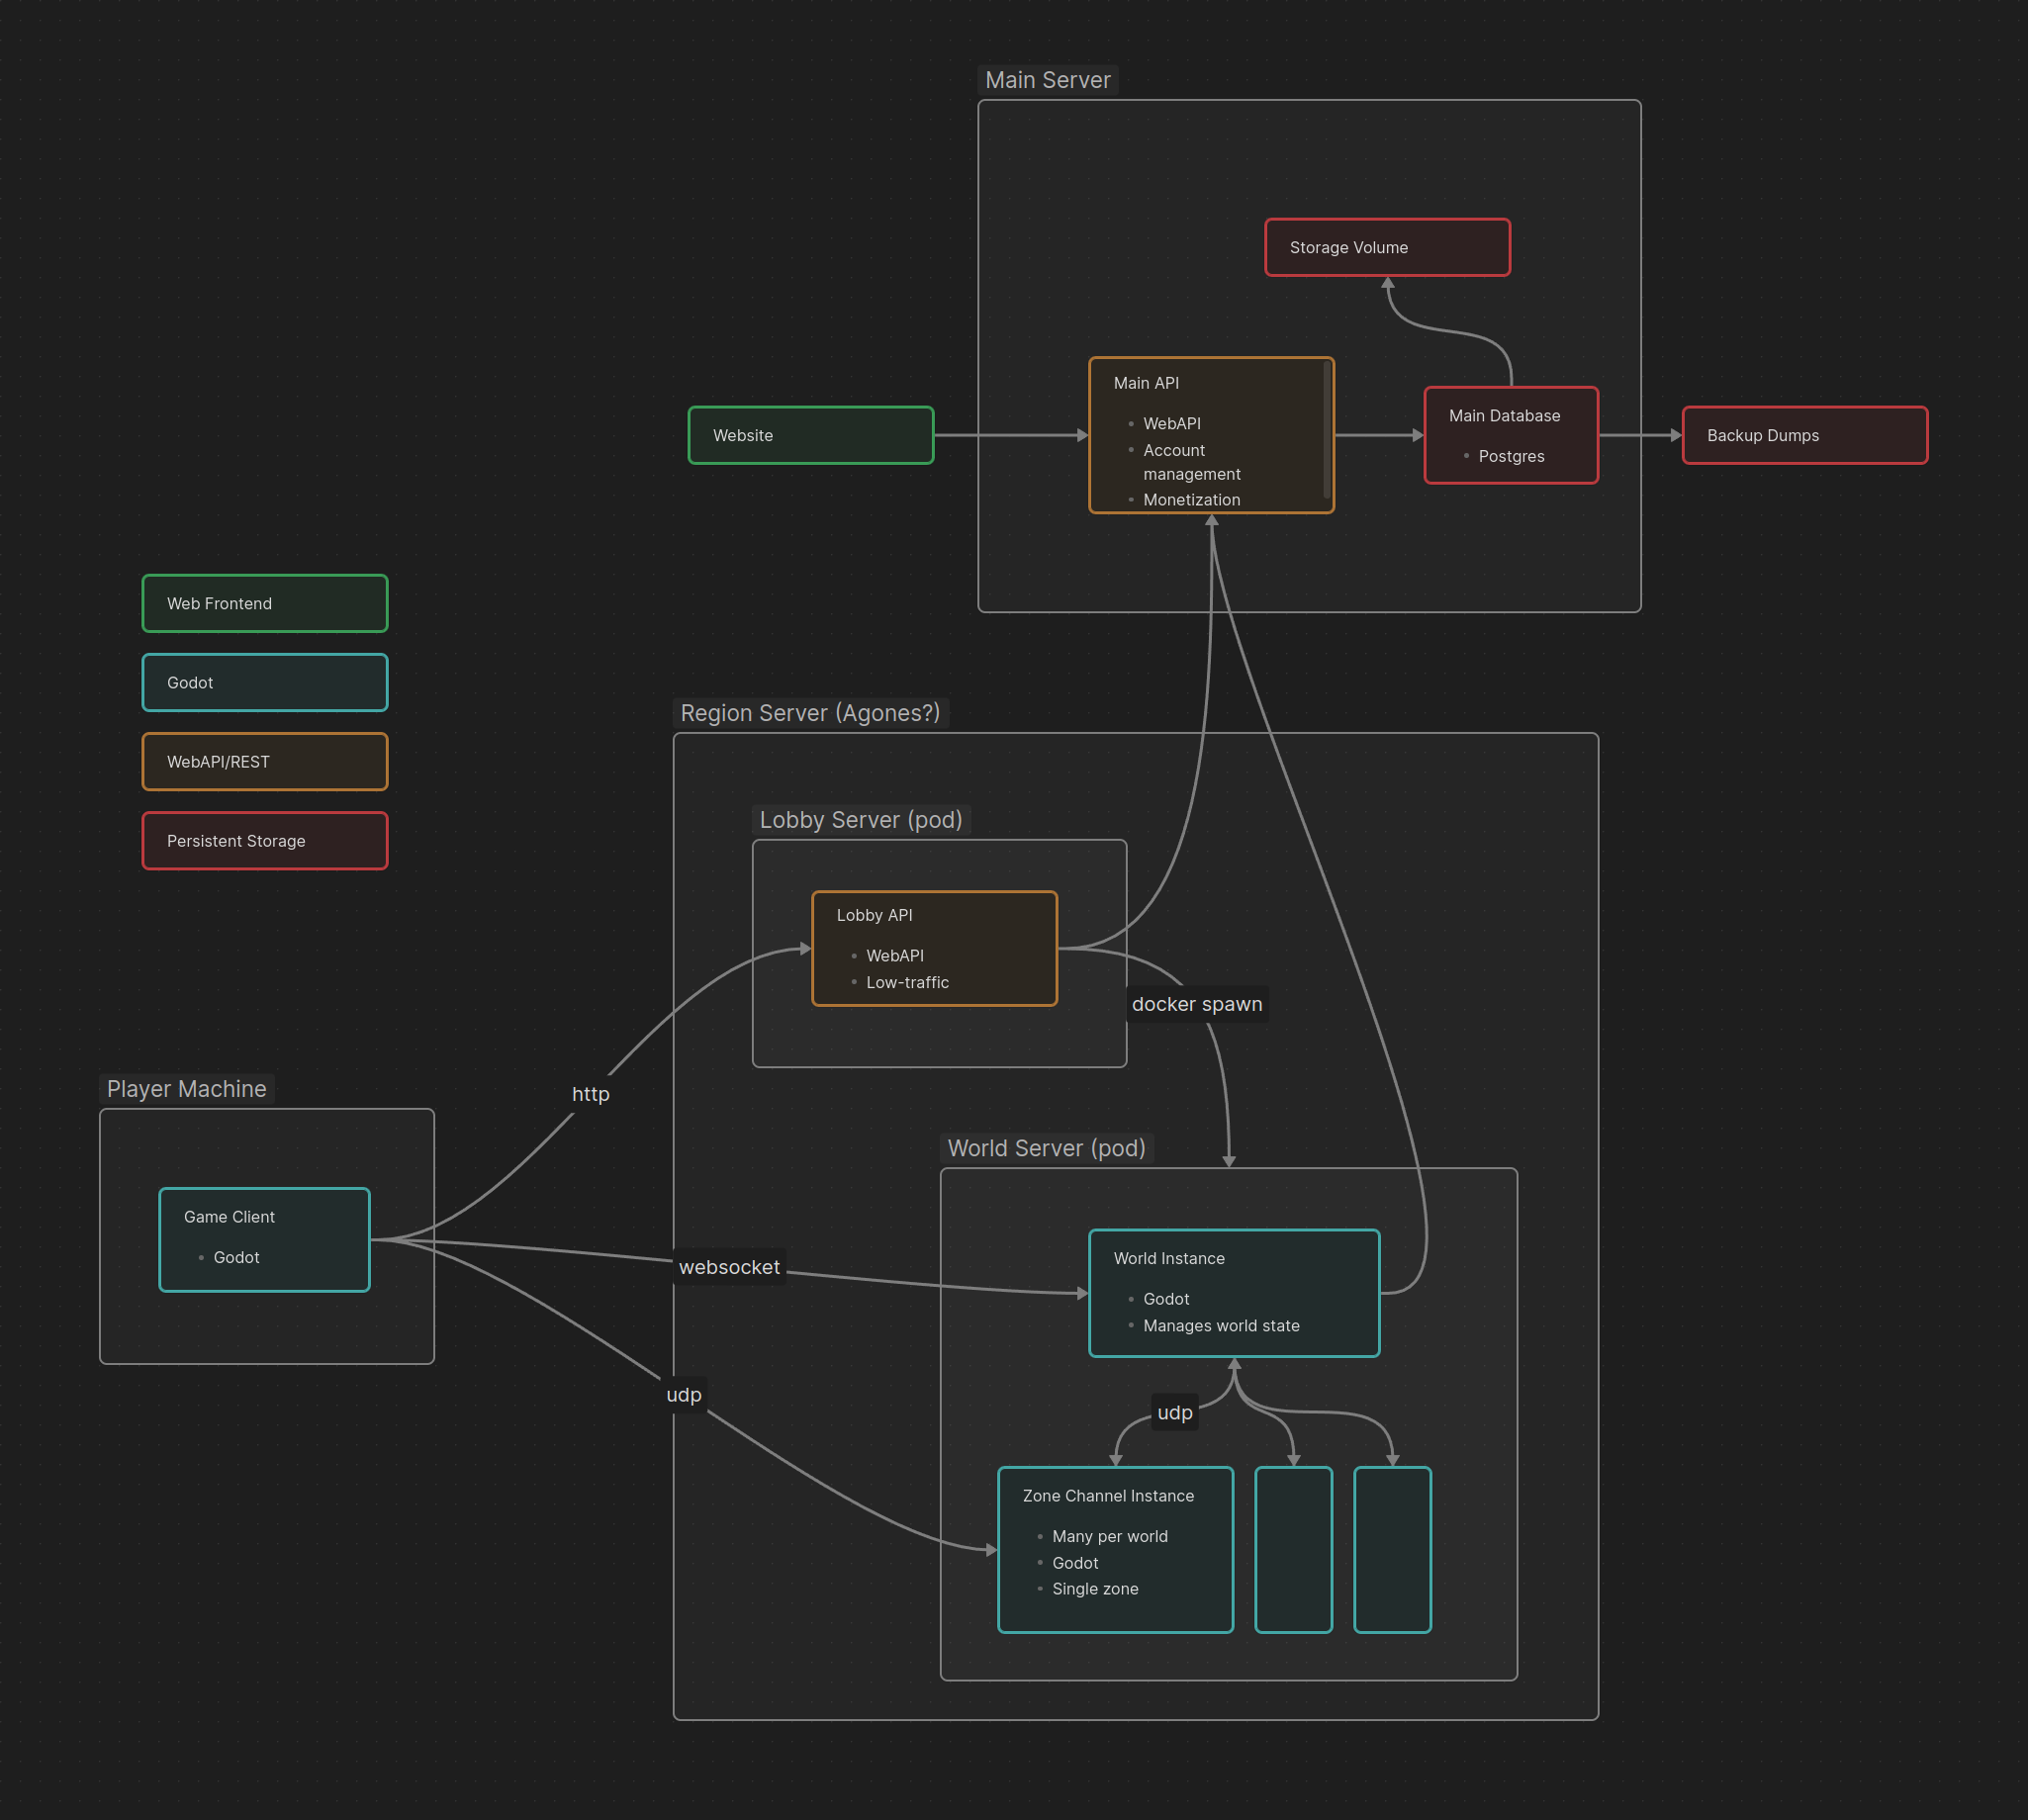 Main Server
Storage Volume
Website
Main API
WebAPI
Account
management
Monetization
Main Database
Postgres
Backup Dumps
Web Frontend
Godot
WebAPI/REST
Persistent Storage
Region Server (Agones?)
Lobby Server (pod)
Lobby API
WebAPI
Low-traffic
docker spawn
http
Player Machine
Game Client
Godot
websocket
udp
World Server (pod)
World Instance
Godot
Manages world state
udp
Zone Channel Instance
Many per world
Godot
Single zone